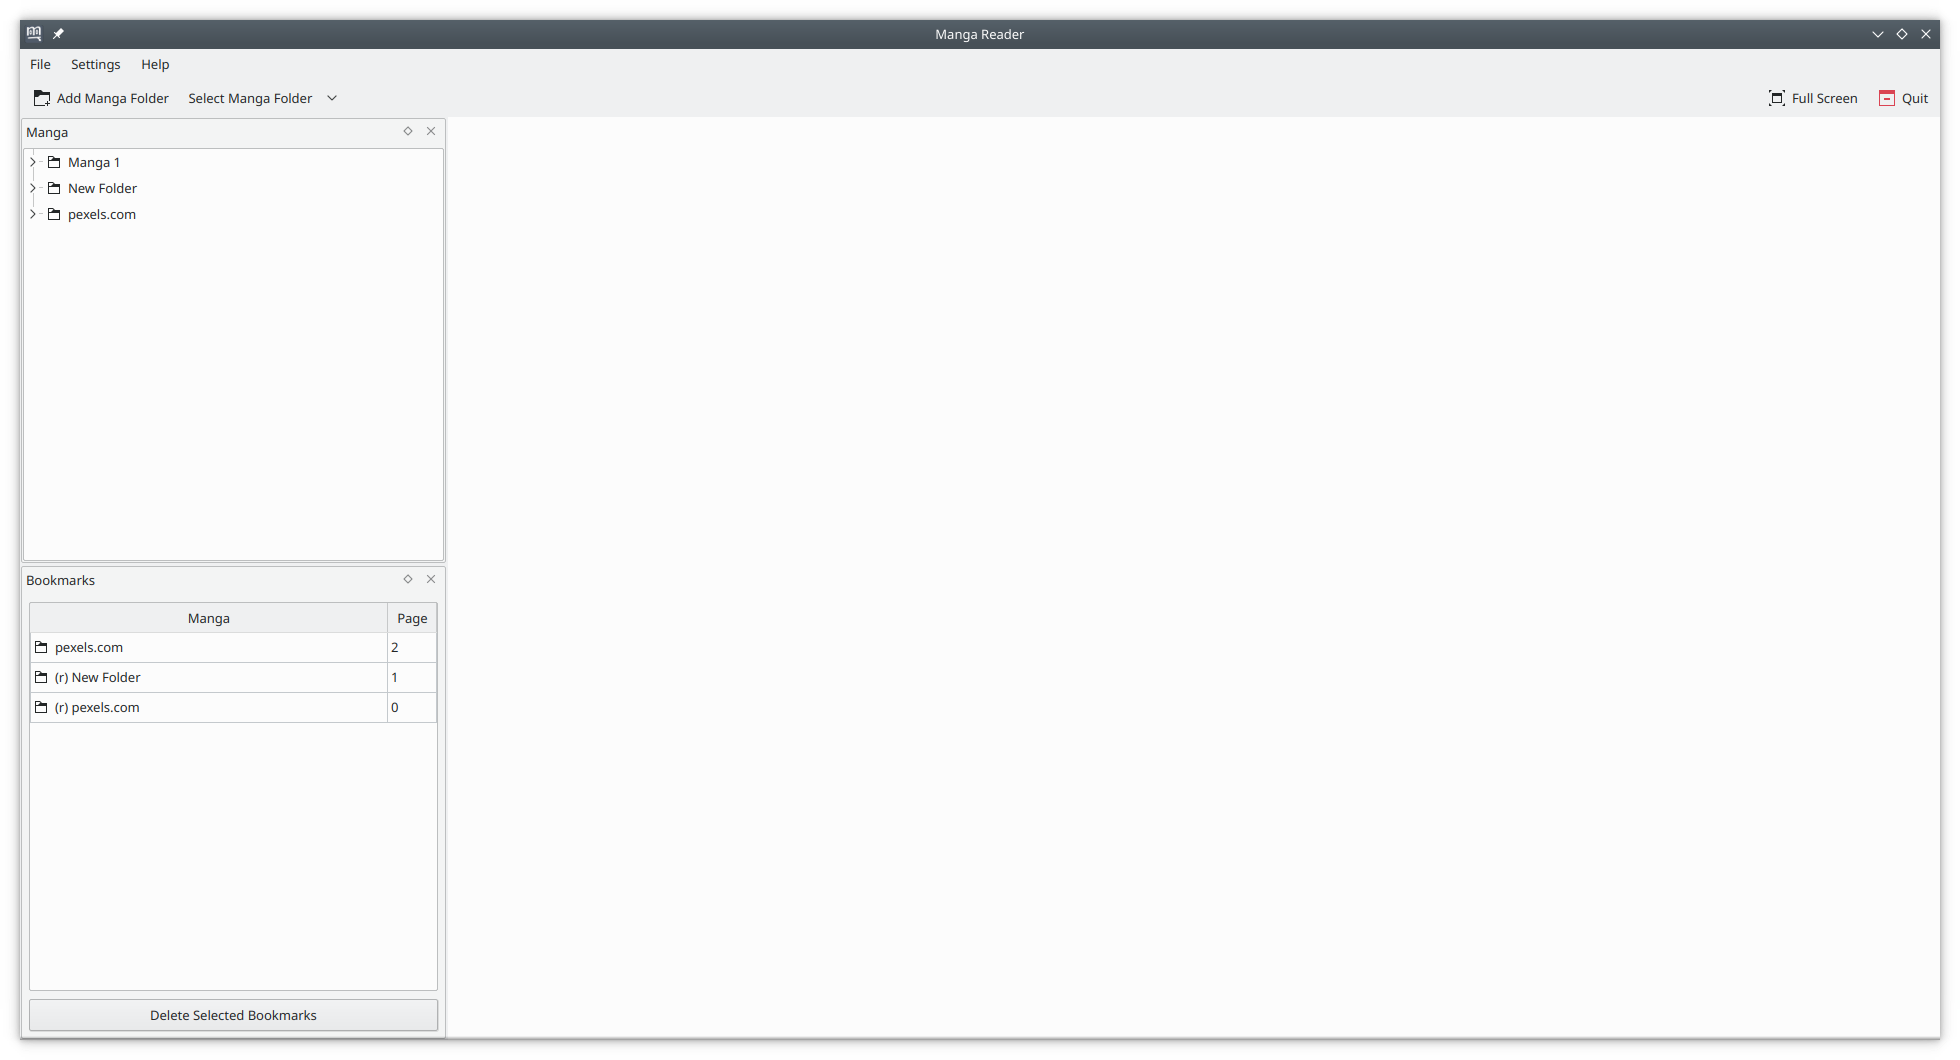 Manga Reader
File Settings Help
Add Manga Folder Select Manga Folder Full Screen Quit
Manga
Manga 1
New Folder
pexels.com
Bookmarks
Manga Page
pexels.com 2
(r) New Folder 1
(r) pexels.com 0
Delete Selected Bookmarks